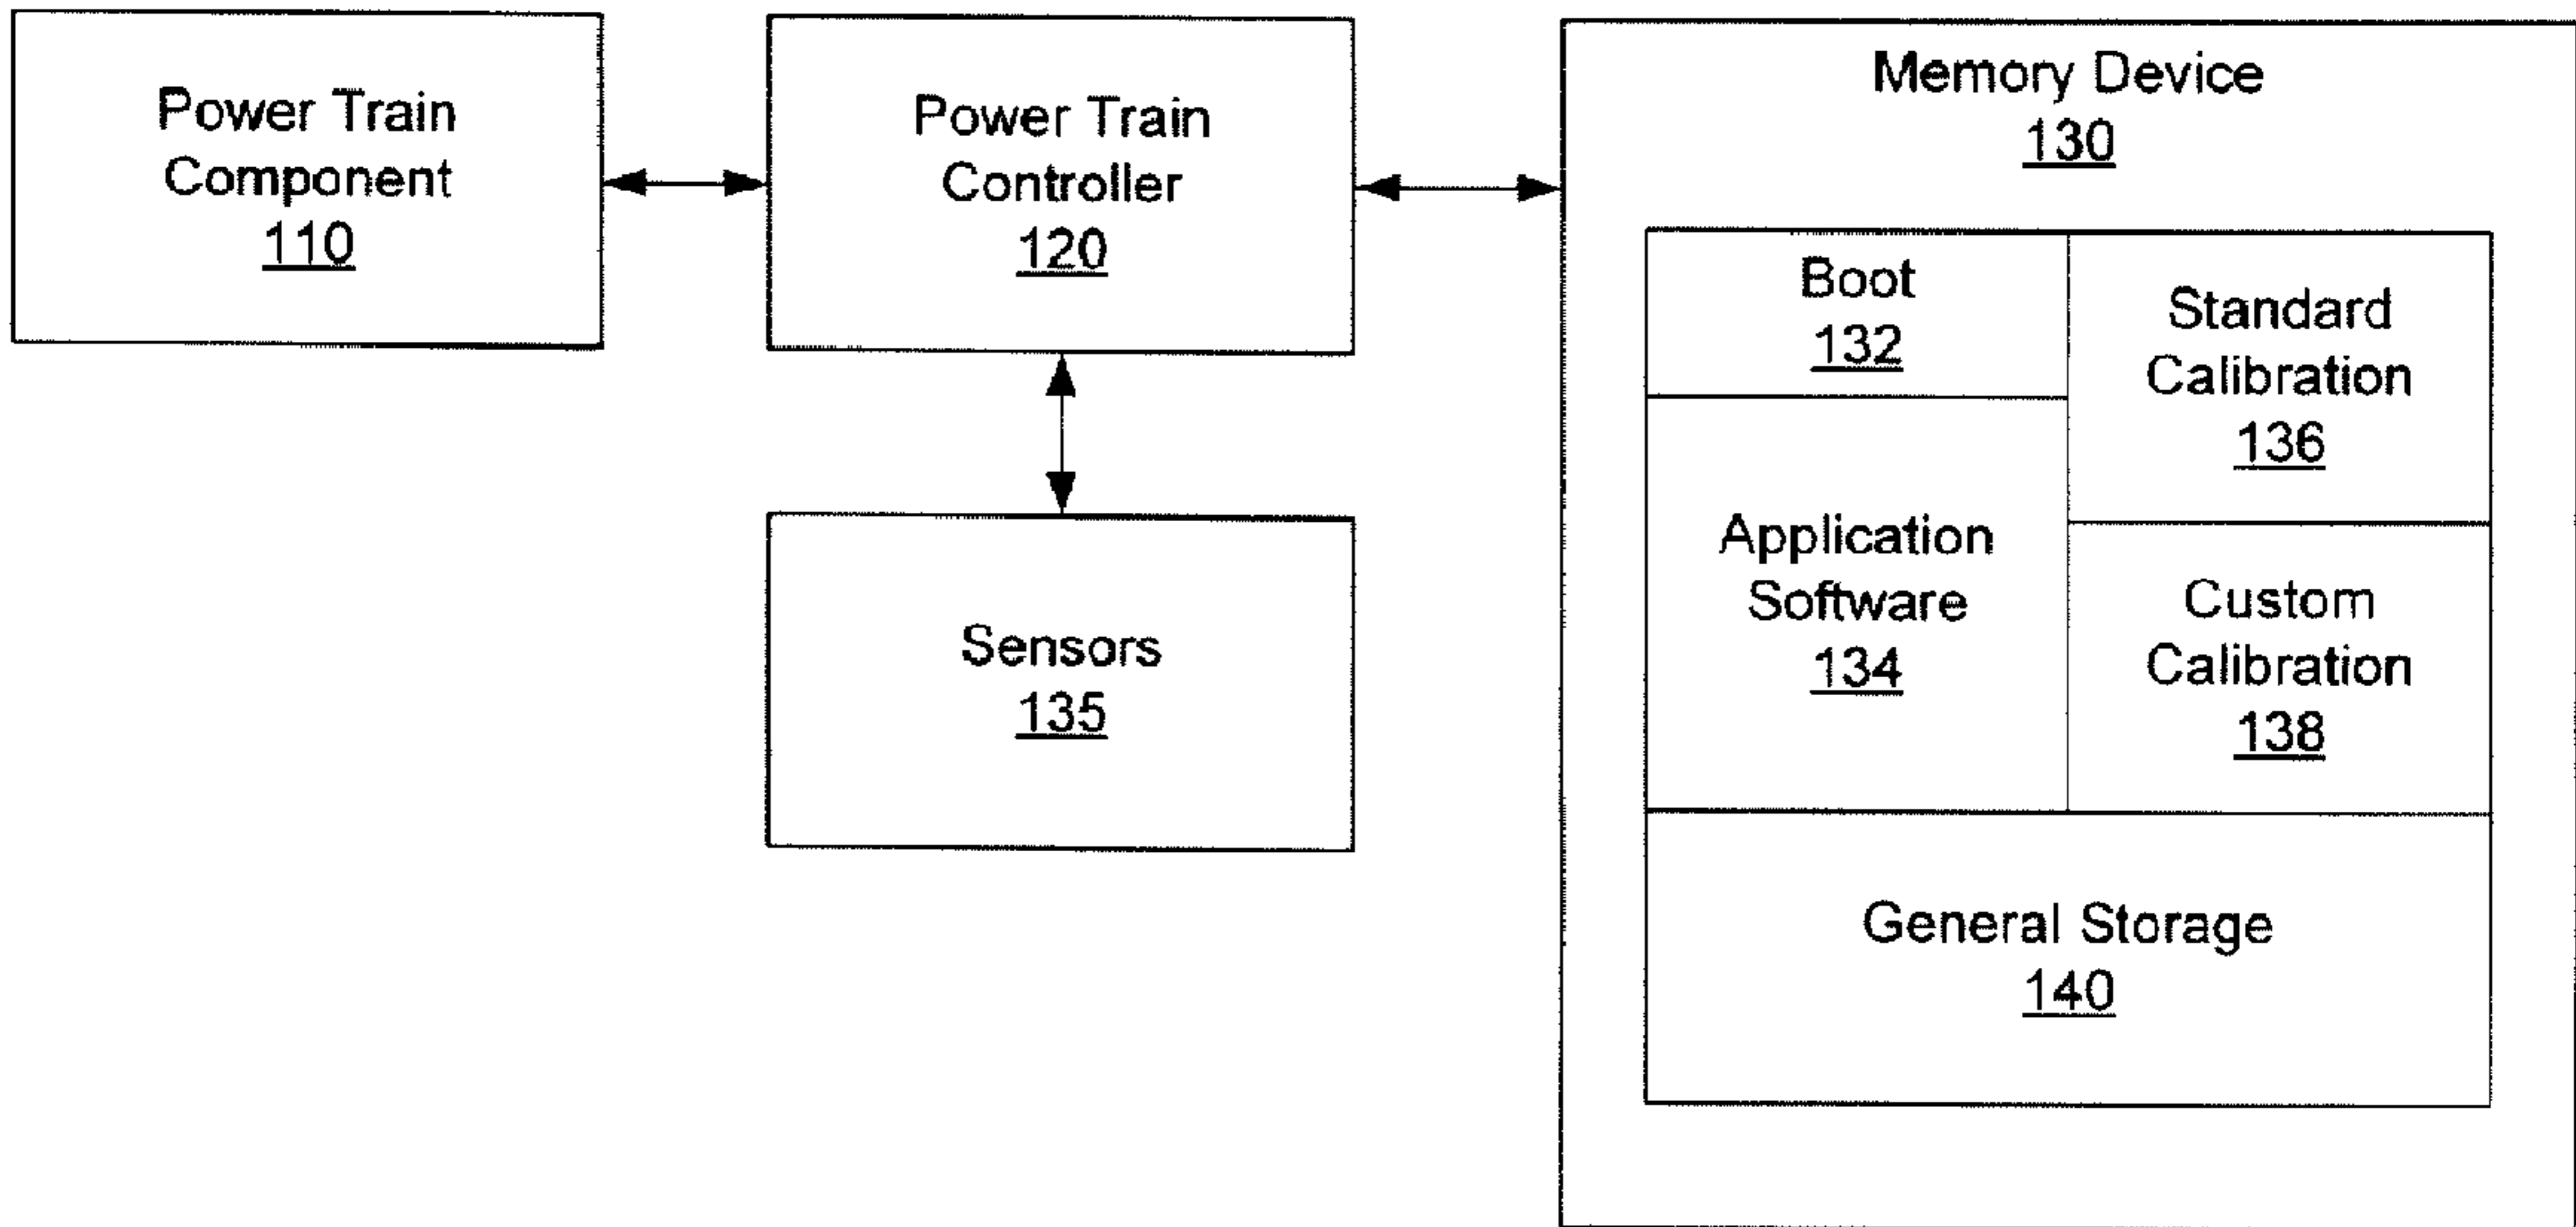 Power Train
Component
110
Power Train
Controller
120
Sensors
135
Memory Device
130
Boot
132
Application
Software
134
Standard
Calibration
136
Custom
Calibration
138
General Storage
140